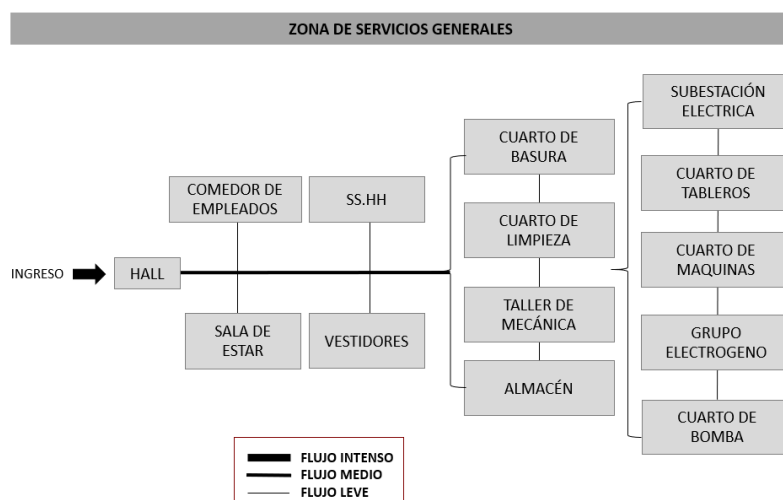 ZONA DE SERVICIOS GENERALES
INGRESO
HALL
COMEDOR DE
EMPLEADOS
SS.HH
SALA DE
ESTAR
VESTIDORES
CUARTO DE
BASURA
CUARTO DE
LIMPIEZA
TALLER DE
MECÁNICA
ALMACÉN
SUBESTACIÓN
ELECTRICA
CUARTO DE
TABLEROS
CUARTO DE
MAQUINAS
GRUPO
ELECTROGENO
CUARTO DE
BOMBA
FLUJO INTENSO
FLUJO MEDIO
FLUJO LEVE